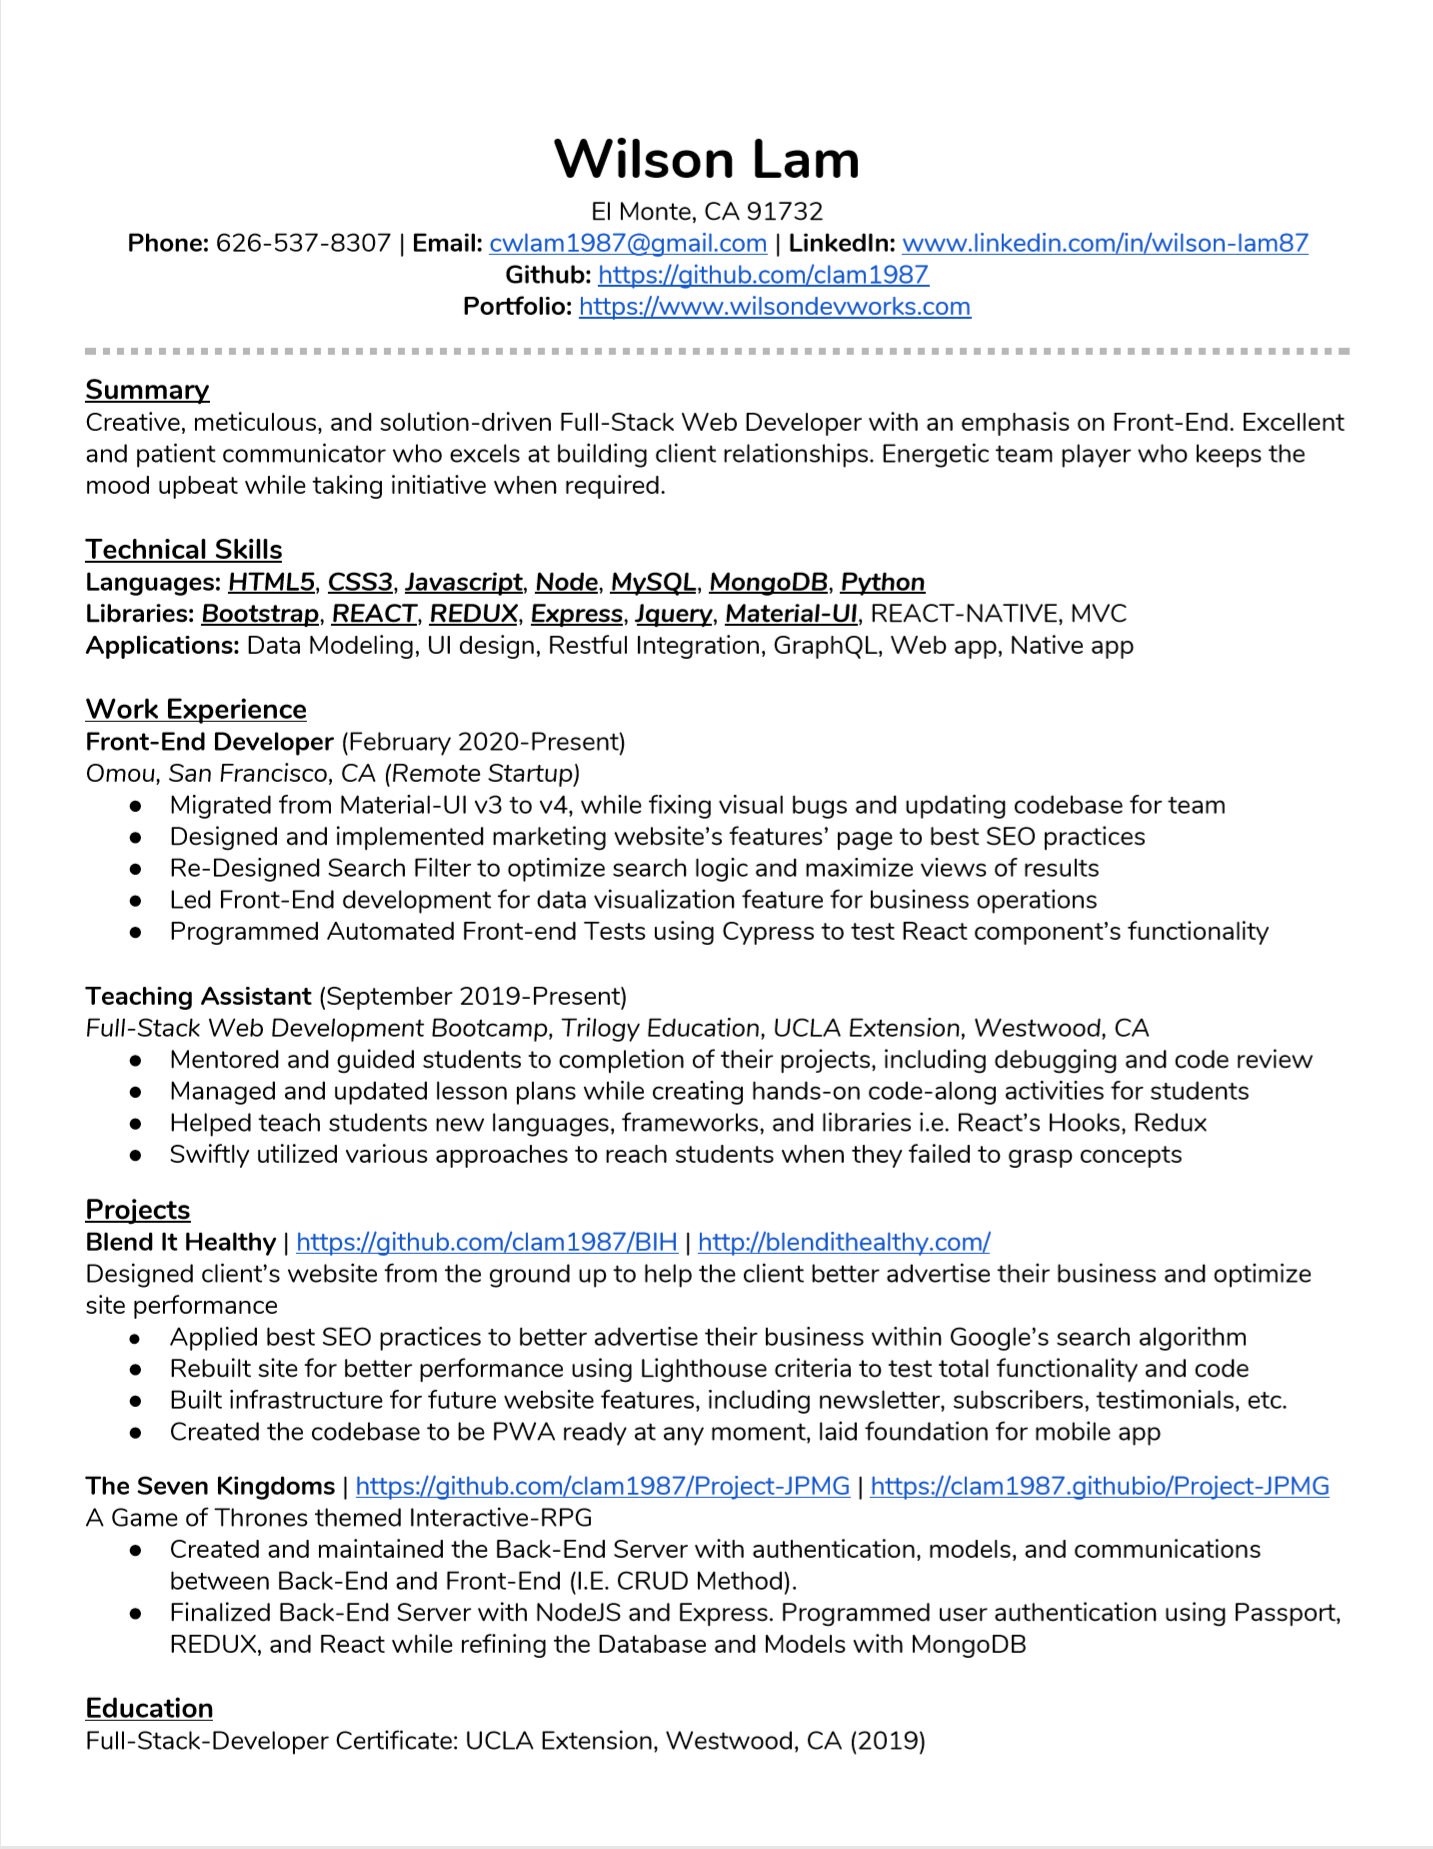 Wilson Lam
El Monte, CA 91732
Phone: 626-537-8307 | Email: cwlam1987@gmail.com | LinkedIn: www.linkedin.com/in/wilson-lam87
Github: https://github.com/clam1987
Portfolio: https://www.wilsondevworks.com
Summary
Creative, meticulous, and solution-driven Full-Stack Web Developer with an emphasis on Front-End. Excellent
and patient communicator who excels at building client relationships. Energetic team player who keeps the
mood upbeat while taking initiative when required.
Technical Skills
Languages: HTML5, CSS3, Javascript, Node, MySQL, MongoDB, Python
Libraries: Bootstrap, REACT, REDUX, Express, Jquery, Material-UI, REACT-NATIVE, MVC
Applications: Data Modeling, UI design, Restful Integration, GraphQL, Web app, Native app
Work Experience
Front-End Developer (February 2020-Present)
Omou, San Francisco, CA (Remote Startup)
● Migrated from Material-UI v3 to v4, while fixing visual bugs and updating codebase for team
● Designed and implemented marketing website’s features’ page to best SEO practices
● Re-Designed Search Filter to optimize search logic and maximize views of results
● Led Front-End development for data visualization feature for business operations
● Programmed Automated Front-end Tests using Cypress to test React component’s functionality
Teaching Assistant (September 2019-Present)
Full-Stack Web Development Bootcamp, Trilogy Education, UCLA Extension, Westwood, CA
● Mentored and guided students to completion of their projects, including debugging and code review
● Managed and updated lesson plans while creating hands-on code-along activities for students
● Helped teach students new languages, frameworks, and libraries i.e. React’s Hooks, Redux
● Swiftly utilized various approaches to reach students when they failed to grasp concepts
Projects
Blend It Healthy | https://github.com/clam1987/BIH | http://blendithealthy.com/
Designed client’s website from the ground up to help the client better advertise their business and optimize
site performance
● Applied best SEO practices to better advertise their business within Google’s search algorithm
● Rebuilt site for better performance using Lighthouse criteria to test total functionality and code
● Built infrastructure for future website features, including newsletter, subscribers, testimonials, etc.
● Created the codebase to be PWA ready at any moment, laid foundation for mobile app
The Seven Kingdoms | https://github.com/clam1987/Project-JPMG | https://clam1987.githubio/Project-JPMG
A Game of Thrones themed Interactive-RPG
● Created and maintained the Back-End Server with authentication, models, and communications
between Back-End and Front-End (I.E. CRUD Method).
● Finalized Back-End Server with NodeJS and Express. Programmed user authentication using Passport,
REDUX, and React while refining the Database and Models with MongoDB
Education
Full-Stack-Developer Certificate: UCLA Extension, Westwood, CA (2019)